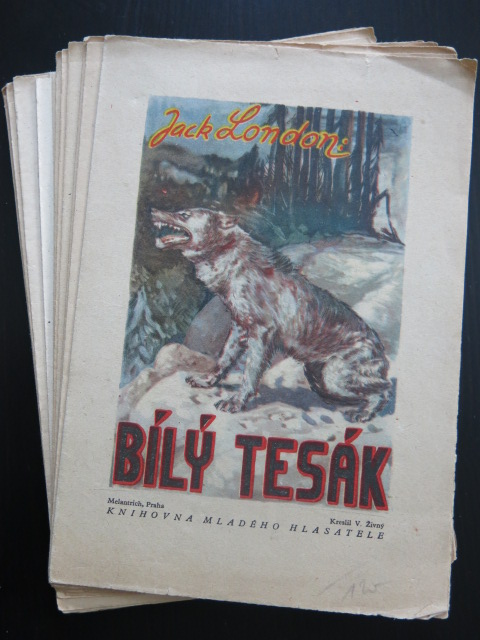 Jack London:
BÍLÝ TESÁK
Melantrich, Praha
Kreslil V. Živný
KNIHOVNA MLADÉHO HLASATELE